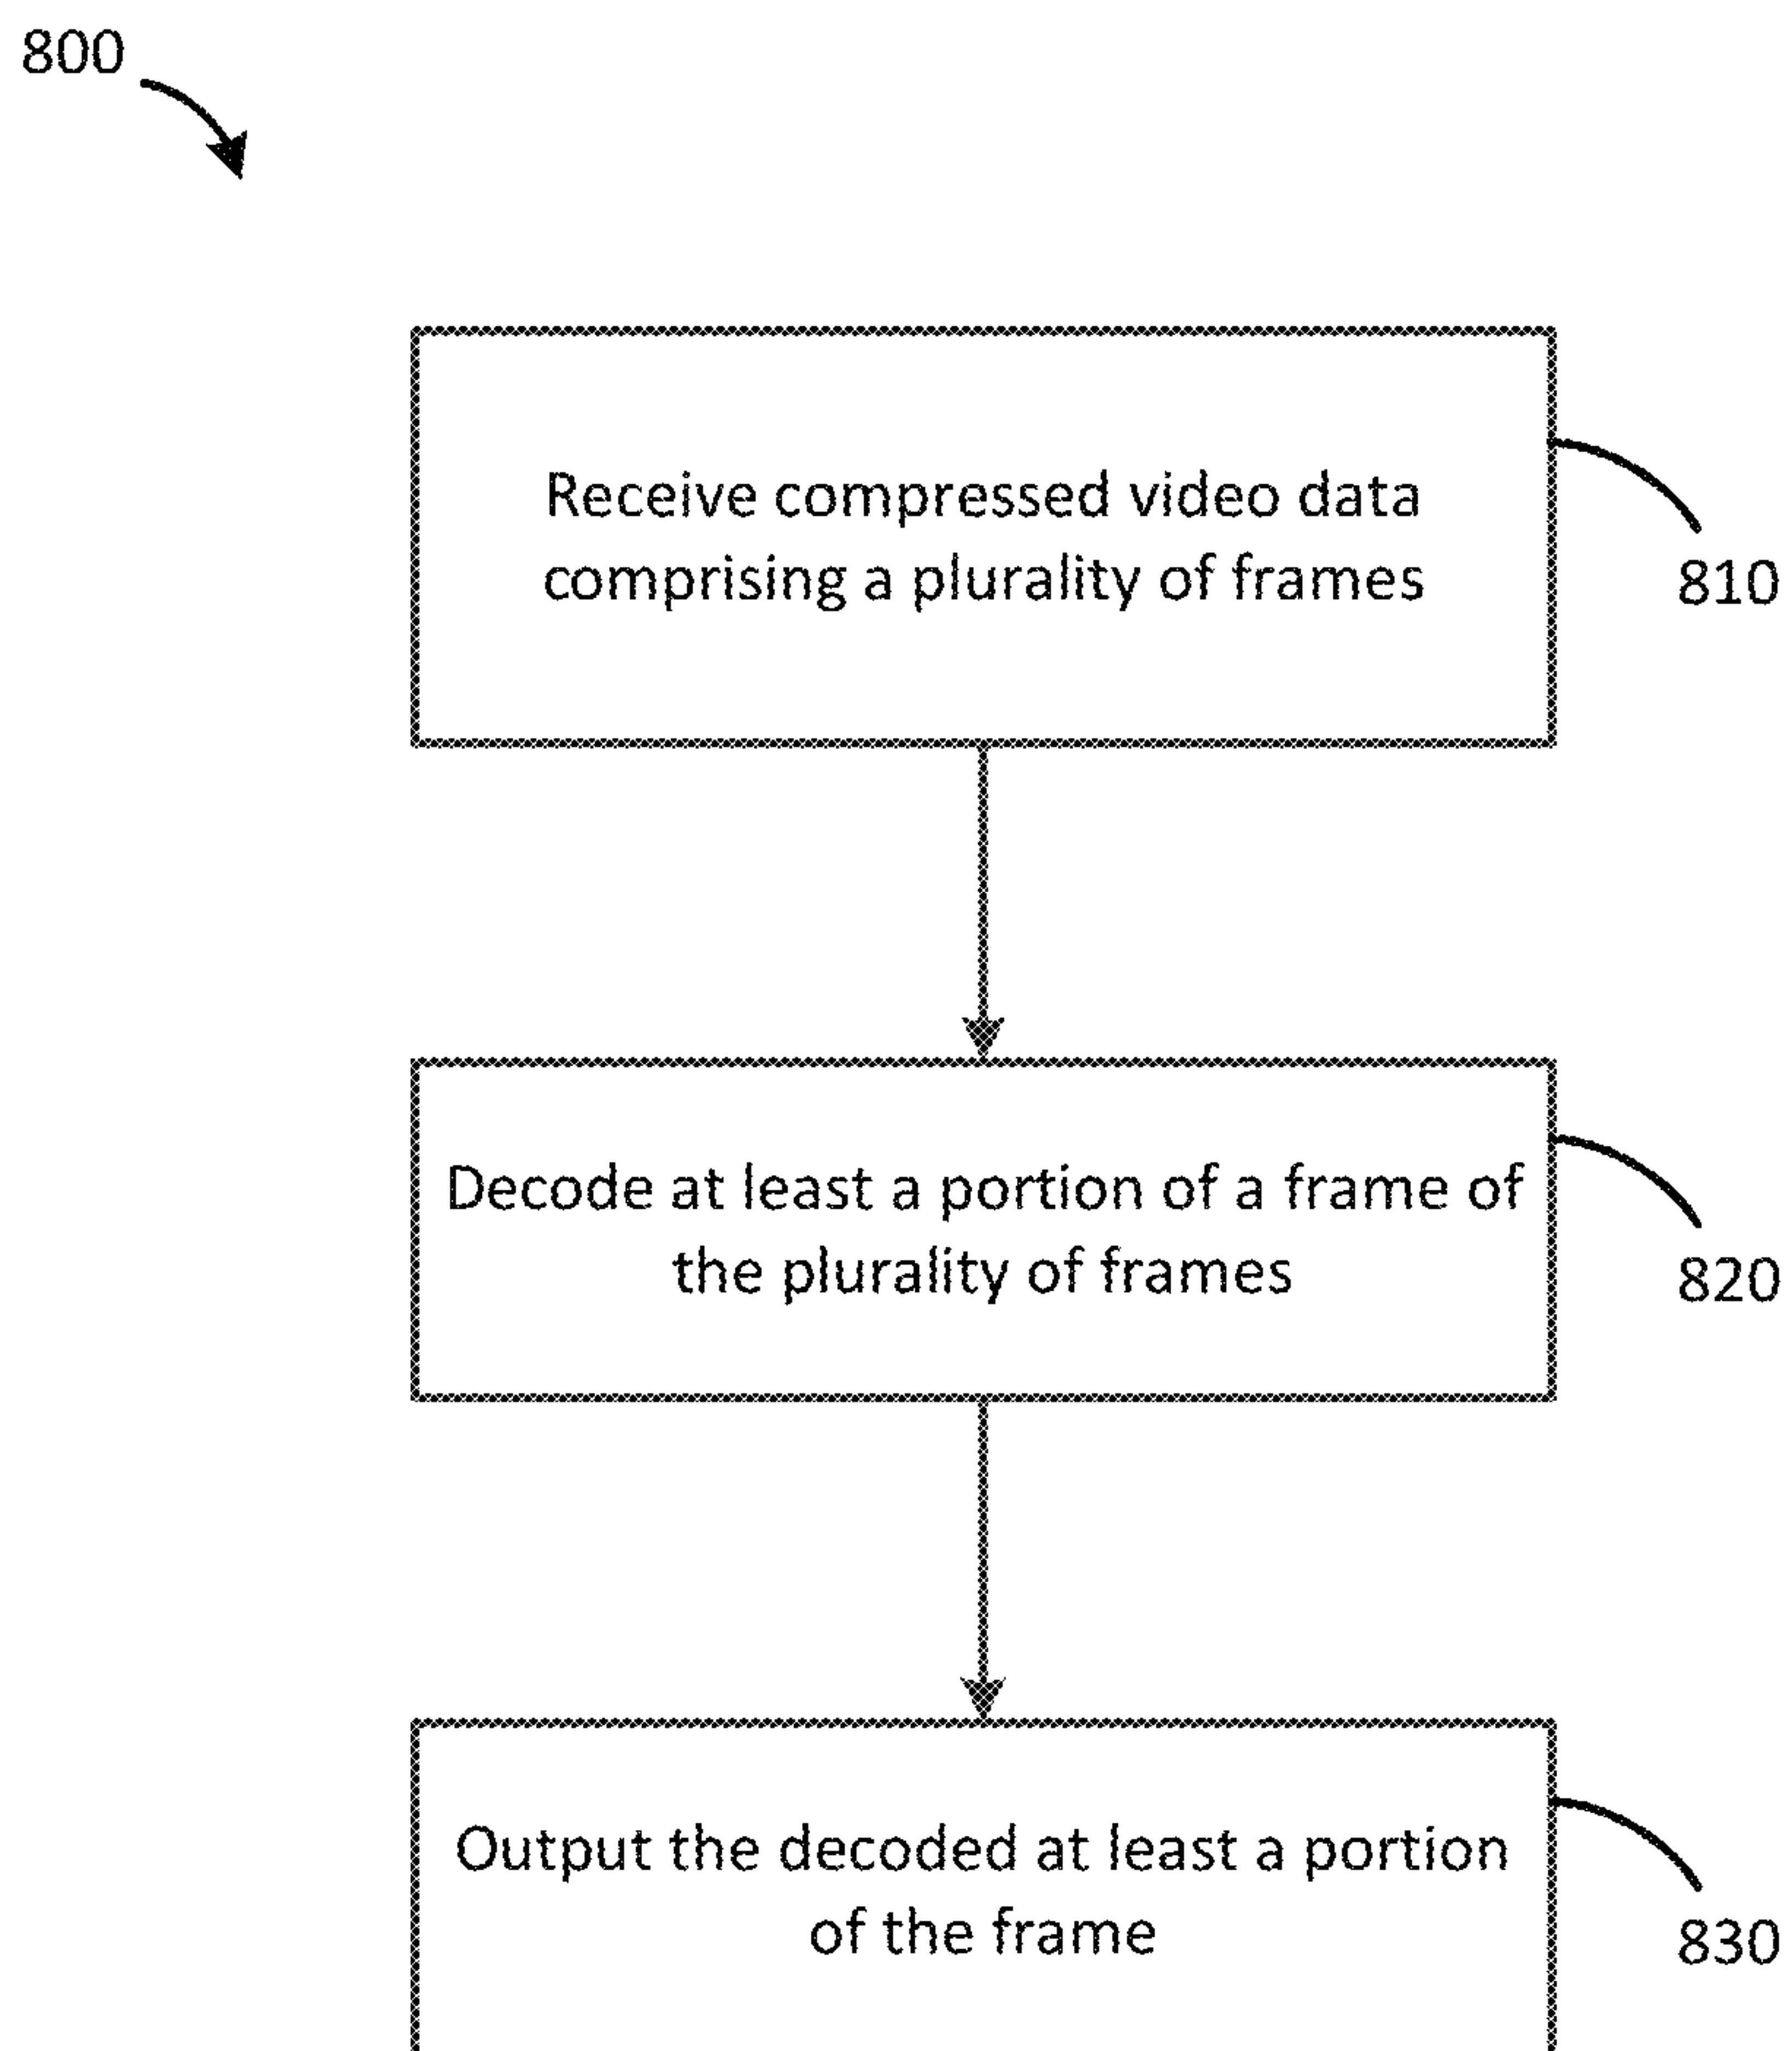 800
Receive compressed video data
comprising a plurality of frames
810
Decode at least a portion of a frame of
the plurality of frames
820
Output the decoded at least a portion
of the frame
830